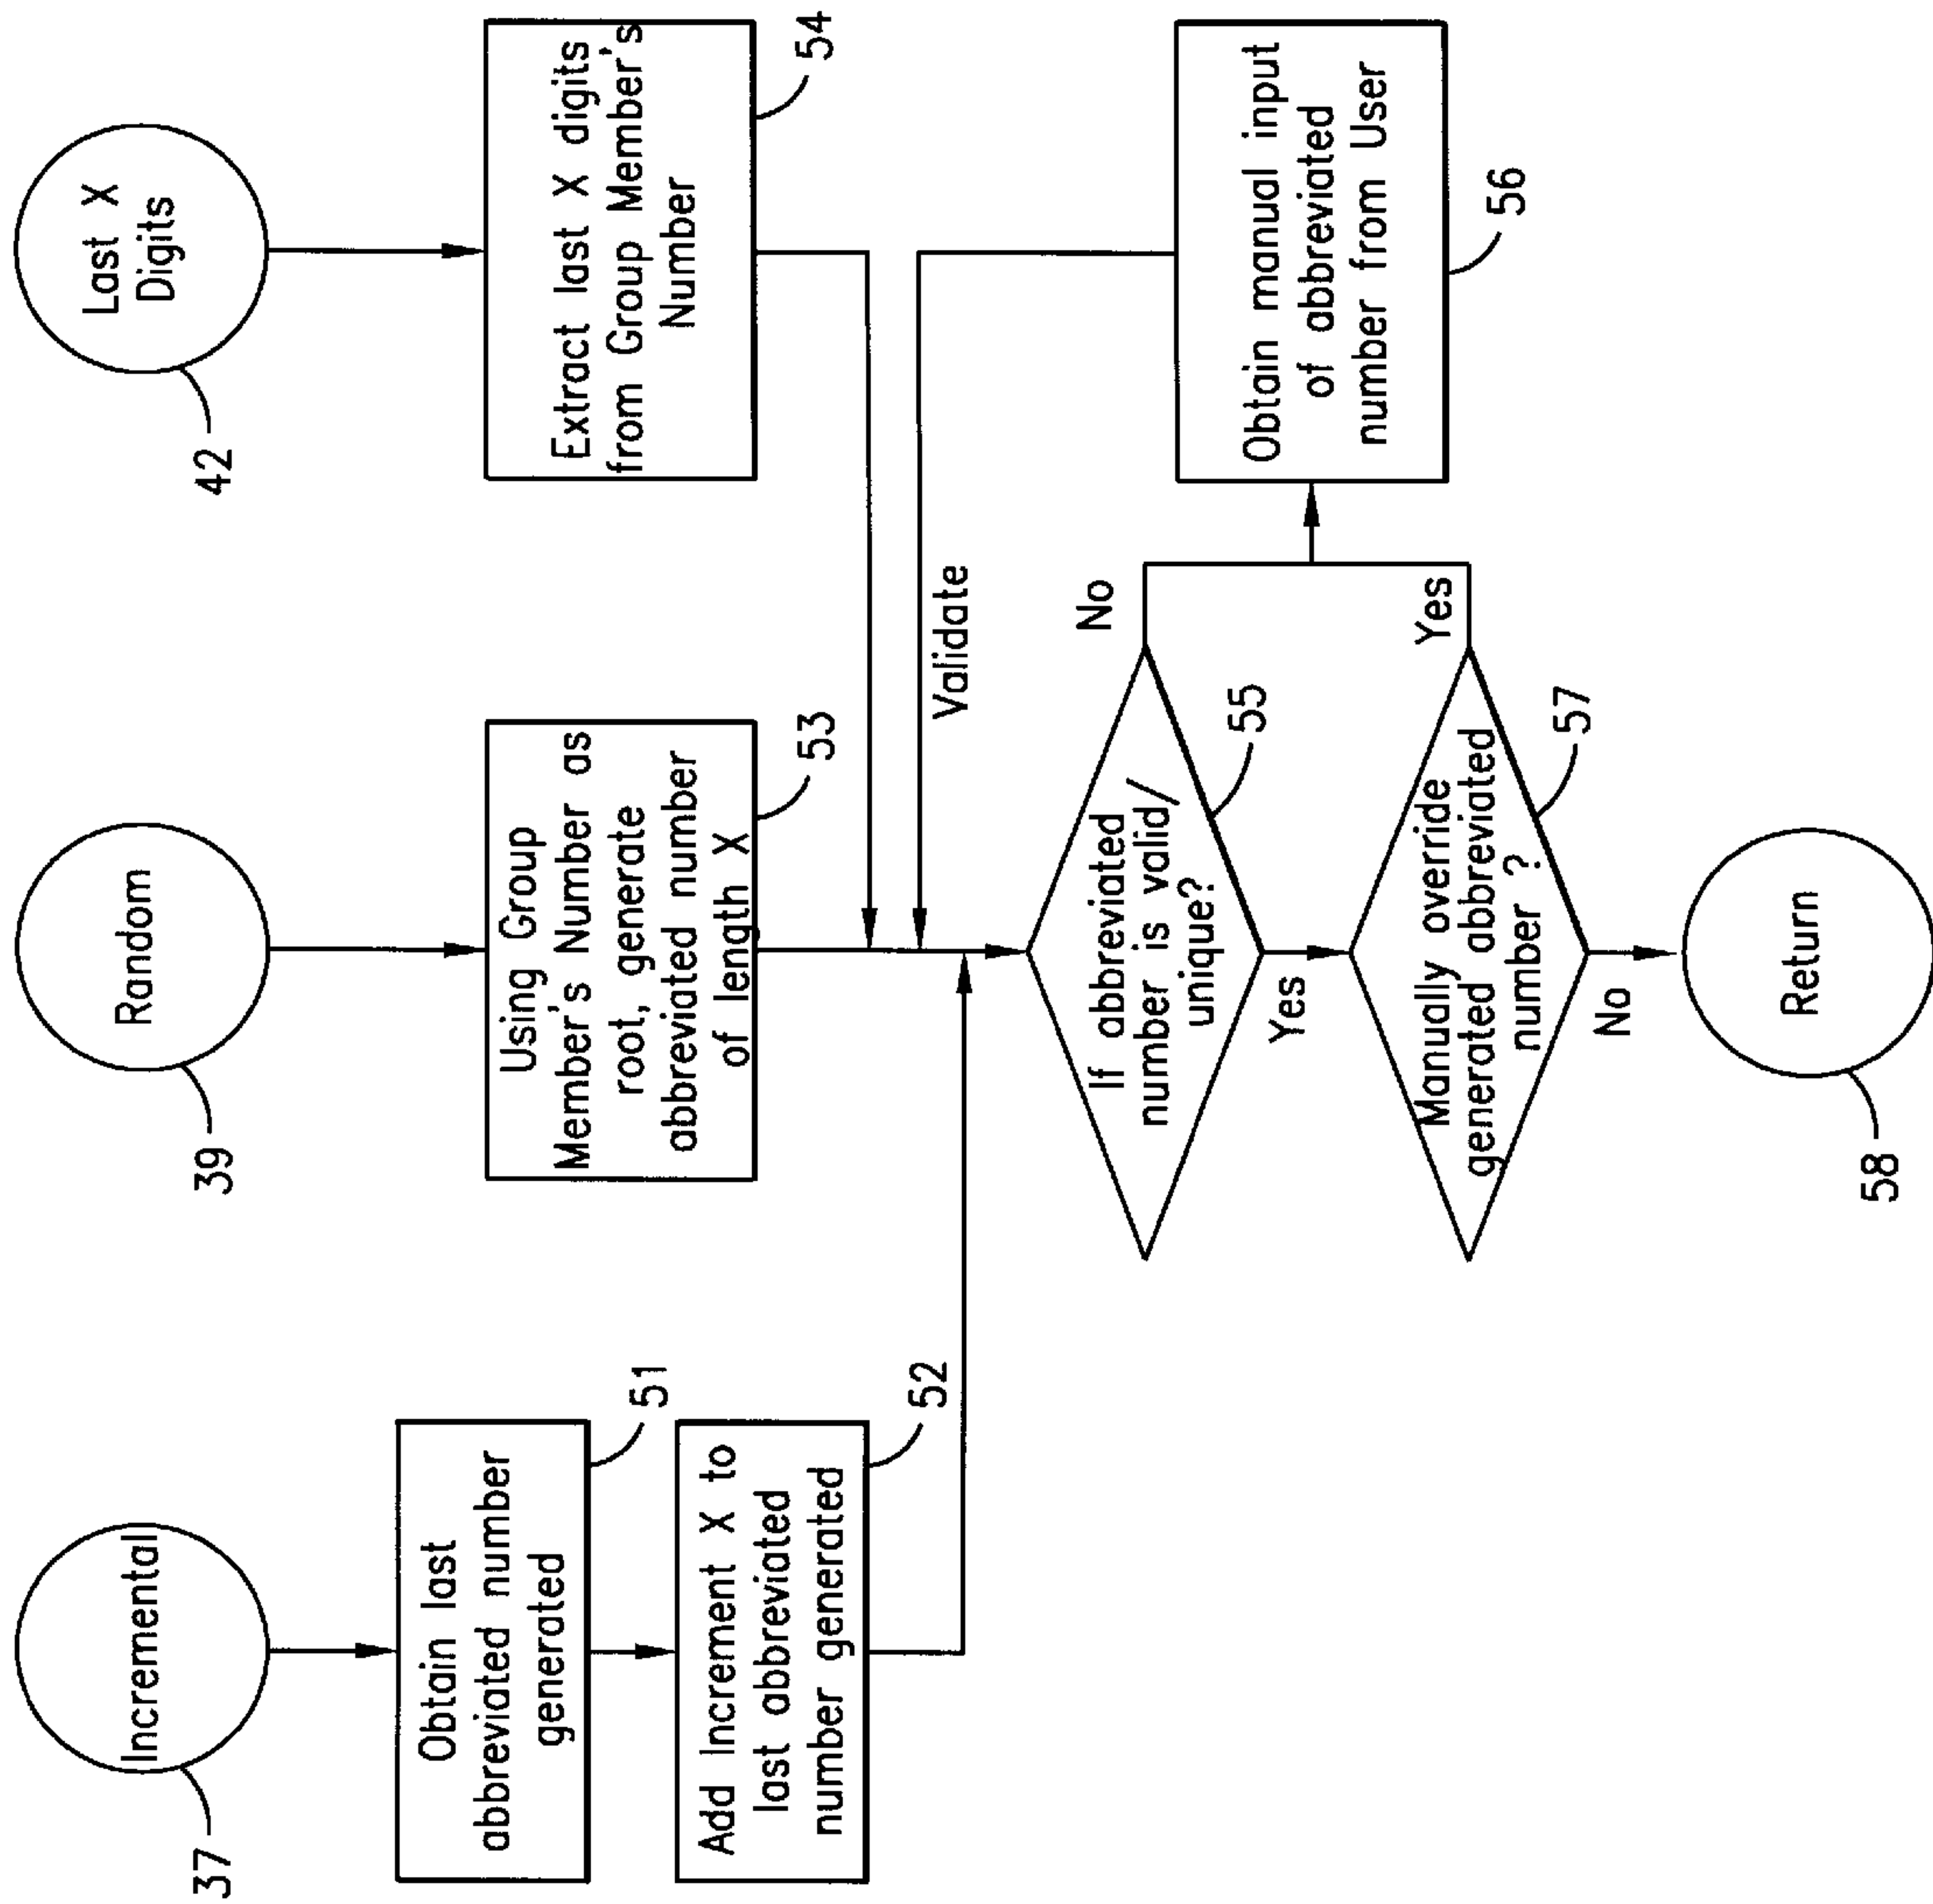 Incremental
37
Obtain last
abbreviated number
generated
51
Add Increment X to
last abbreviated
number generated
52
Random
39
Using Group
Member's Number as
root, generate
abbreviated number
of length X
53
Last X
Digits
42
Extract last X digits
from Group Member's
Number
54
Validate
If abbreviated
number is valid/
unique?
55
No
Yes
Manually override
generated abbreviated
number ?
57
Yes
No
Obtain manual input
of abbreviated
number from User
56
Return
58